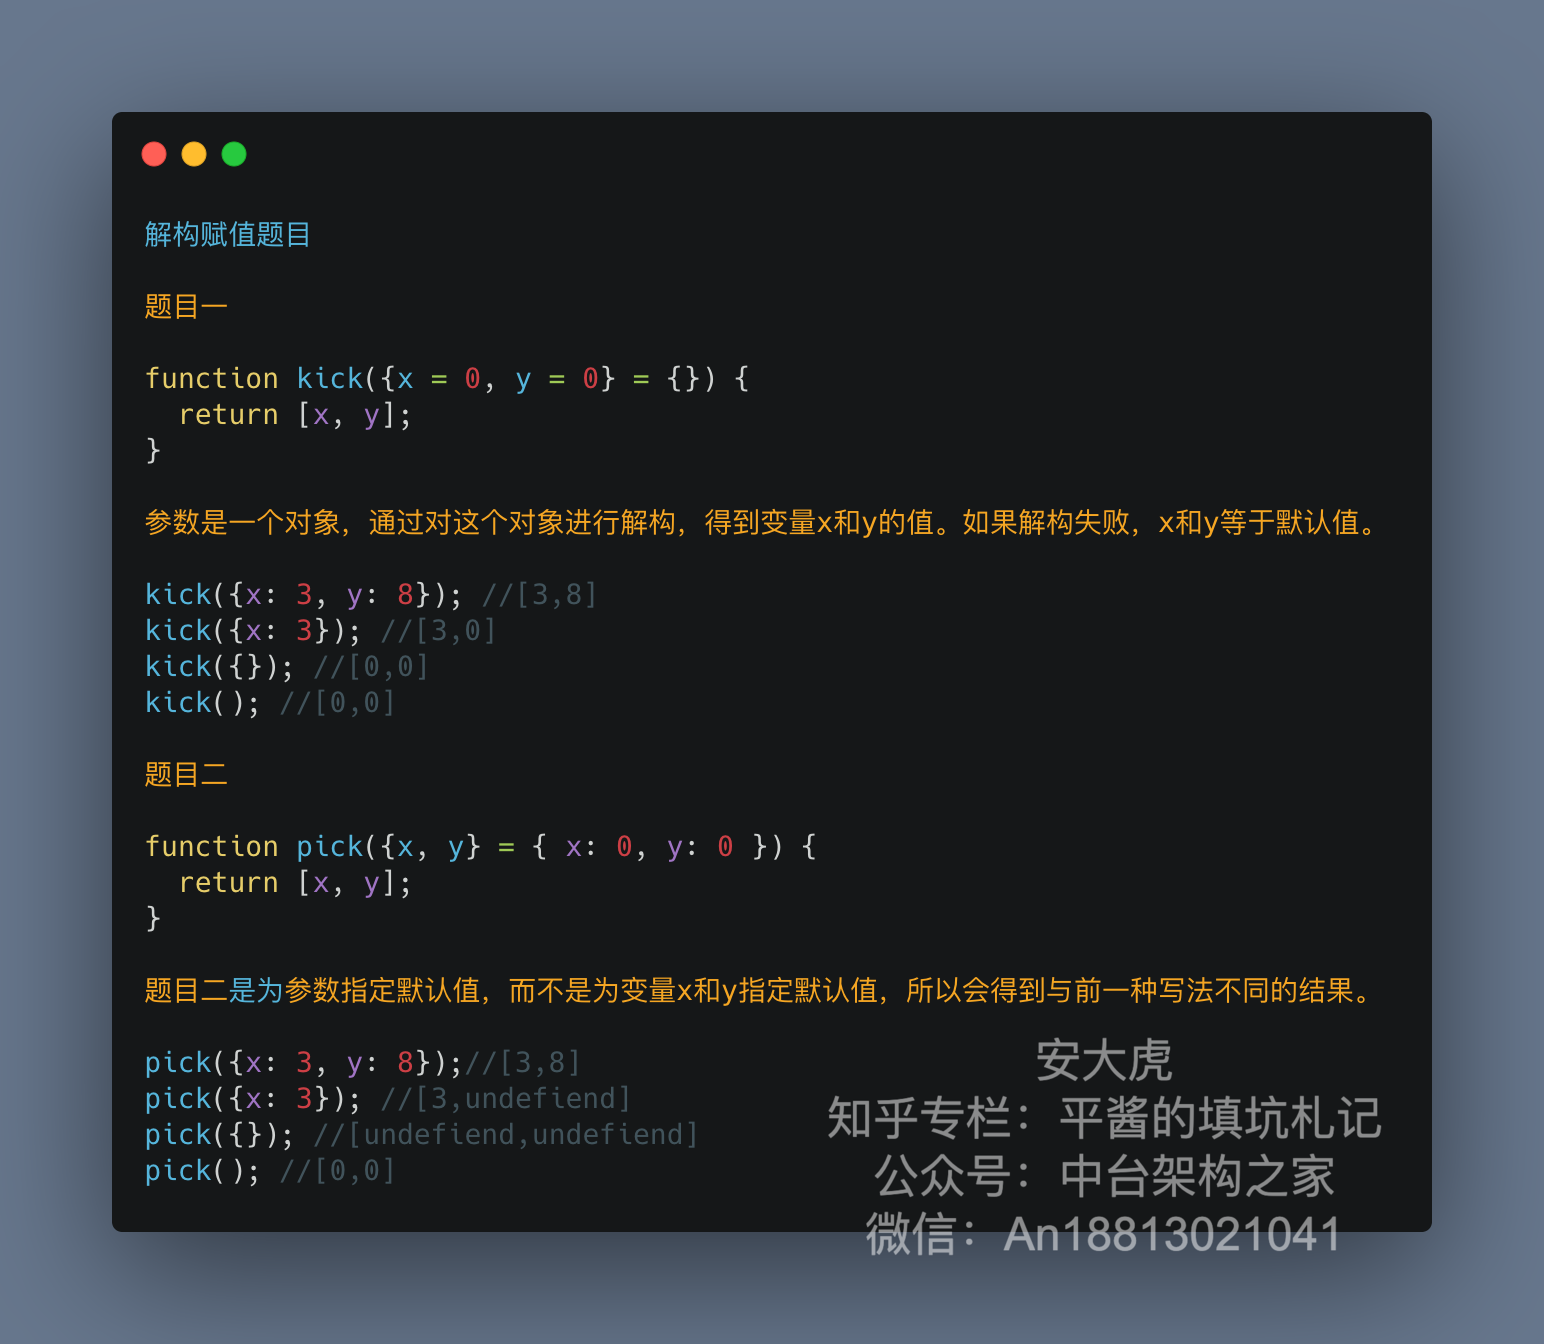 解构赋值题目
题目一
function kick({x = 0, y = 0} = {}) {
  return [x, y];
}
参数是一个对象，通过对这个对象进行解构，得到变量x和y的值。如果解构失败，x和y等于默认值。
kick({x: 3, y: 8}); //[3,8]
kick({x: 3}); //[3,0]
kick({}); //[0,0]
kick(); //[0,0]
题目二
function pick({x, y} = { x: 0, y: 0 }) {
  return [x, y];
}
题目二是为参数指定默认值，而不是为变量x和y指定默认值，所以会得到与前一种写法不同的结果。
pick({x: 3, y: 8});//[3,8]
pick({x: 3}); //[3,undefiend]
pick({}); //[undefiend,undefiend]
pick(); //[0,0]
安大虎
知乎专栏：平酱的填坑札记
公众号：中台架构之家
微信：An18813021041